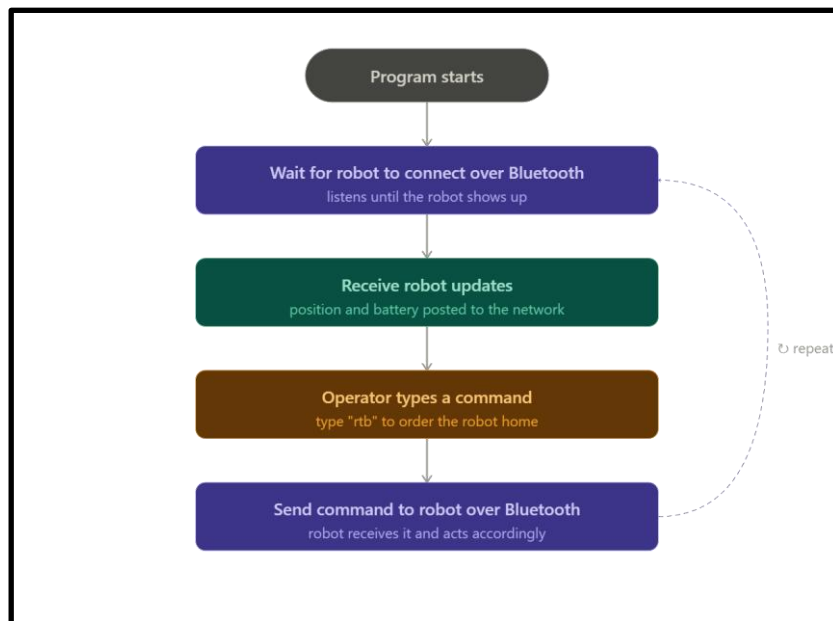 Program starts
Wait for robot to connect over Bluetooth
listens until the robot shows up
Receive robot updates
position and battery posted to the network
↻ repeat
Operator types a command
type "rtb" to order the robot home
Send command to robot over Bluetooth
robot receives it and acts accordingly